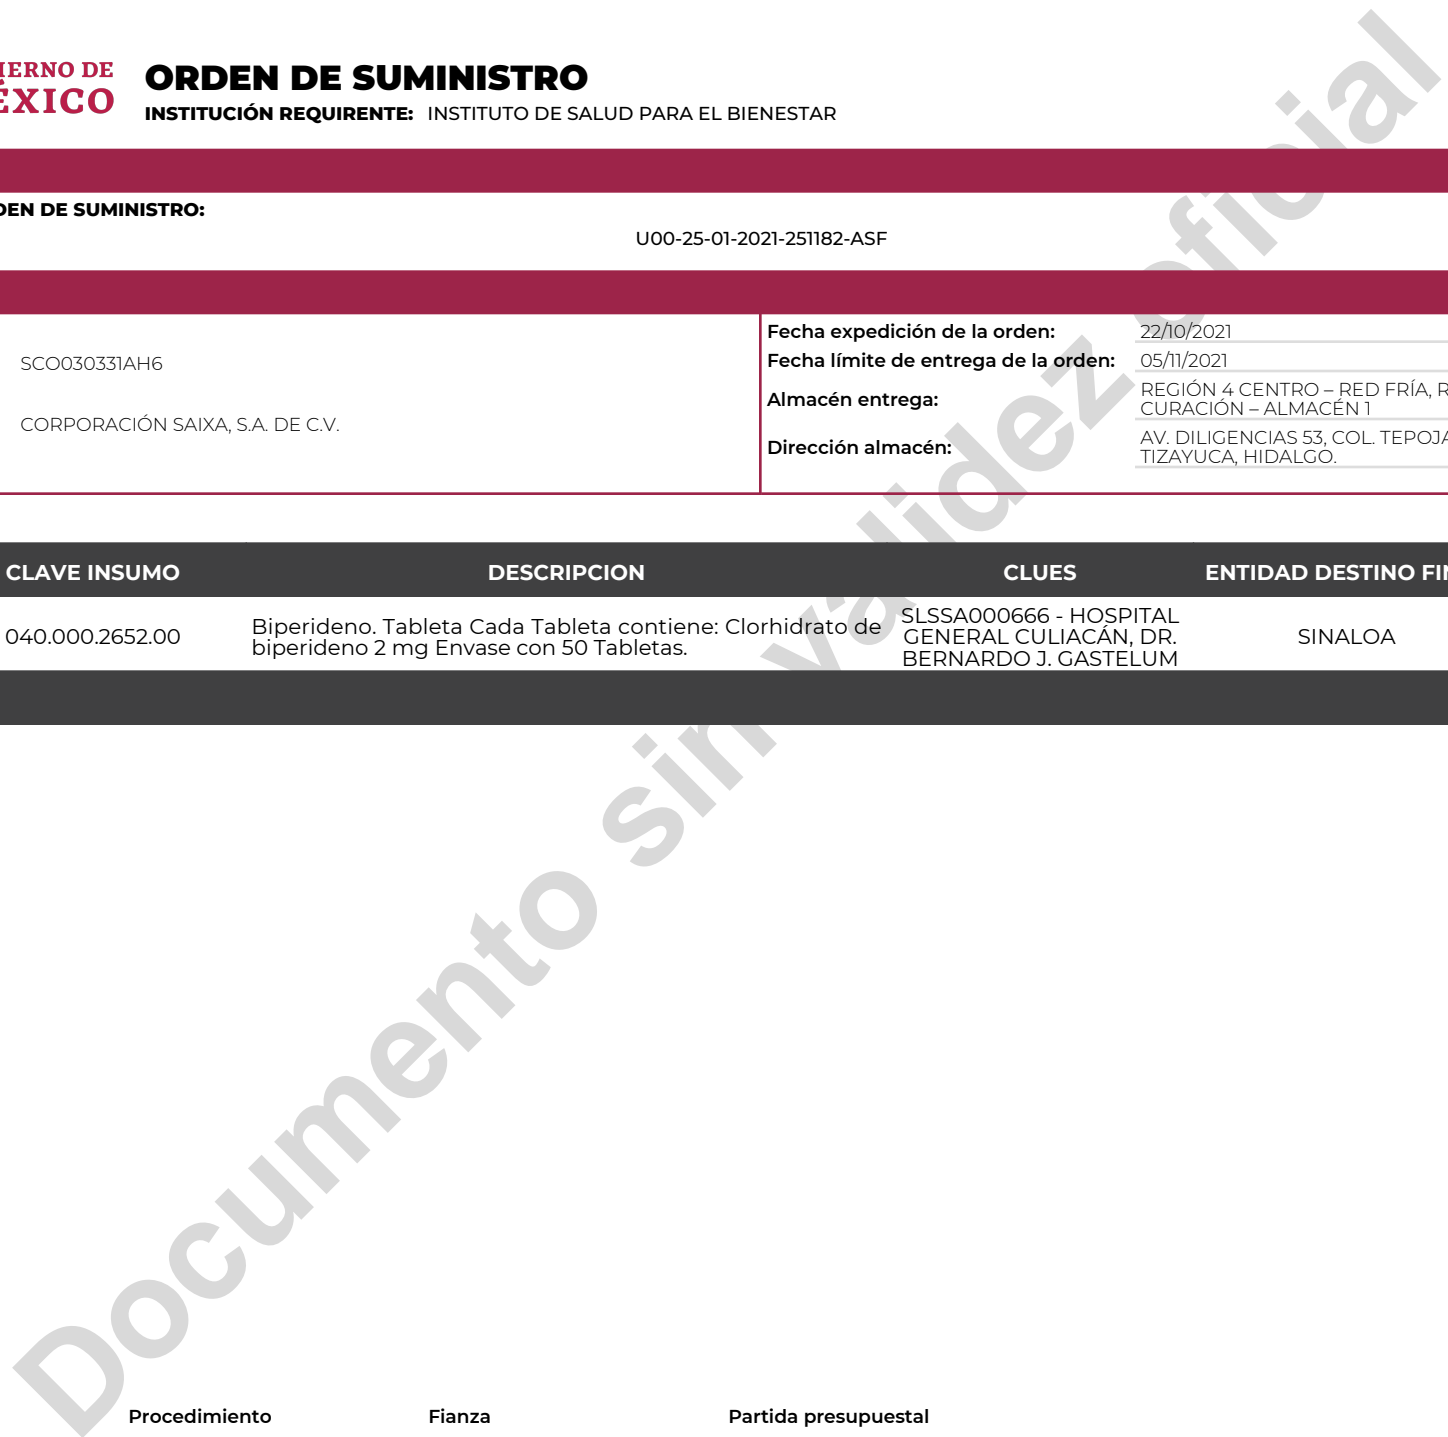 IERNO DE
ÉXICO
ORDEN DE SUMINISTRO
INSTITUCIÓN REQUIRENTE: INSTITUTO DE SALUD PARA EL BIENESTAR
DEN DE SUMINISTRO:
U00-25-01-2021-251182-ASF
SCO030331AH6
CORPORACIÓN SAIXA, S.A. DE C.V.
Fecha expedición de la orden: 22/10/2021
Fecha límite de entrega de la orden: 05/11/2021
Almacén entrega: REGIÓN 4 CENTRO – RED FRÍA, R
CURACIÓN – ALMACÉN 1
Dirección almacén: AV. DILIGENCIAS 53, COL. TEPOJA
TIZAYUCA, HIDALGO.
CLAVE INSUMO DESCRIPCION CLUES ENTIDAD DESTINO FIN
040.000.2652.00
Biperideno. Tableta Cada Tableta contiene: Clorhidrato de
biperideno 2 mg Envase con 50 Tabletas.
SLSSA000666 - HOSPITAL
GENERAL CULIACÁN, DR.
BERNARDO J. GASTELUM
SINALOA
Documento sin validez oficial
Procedimiento Fianza Partida presupuestal